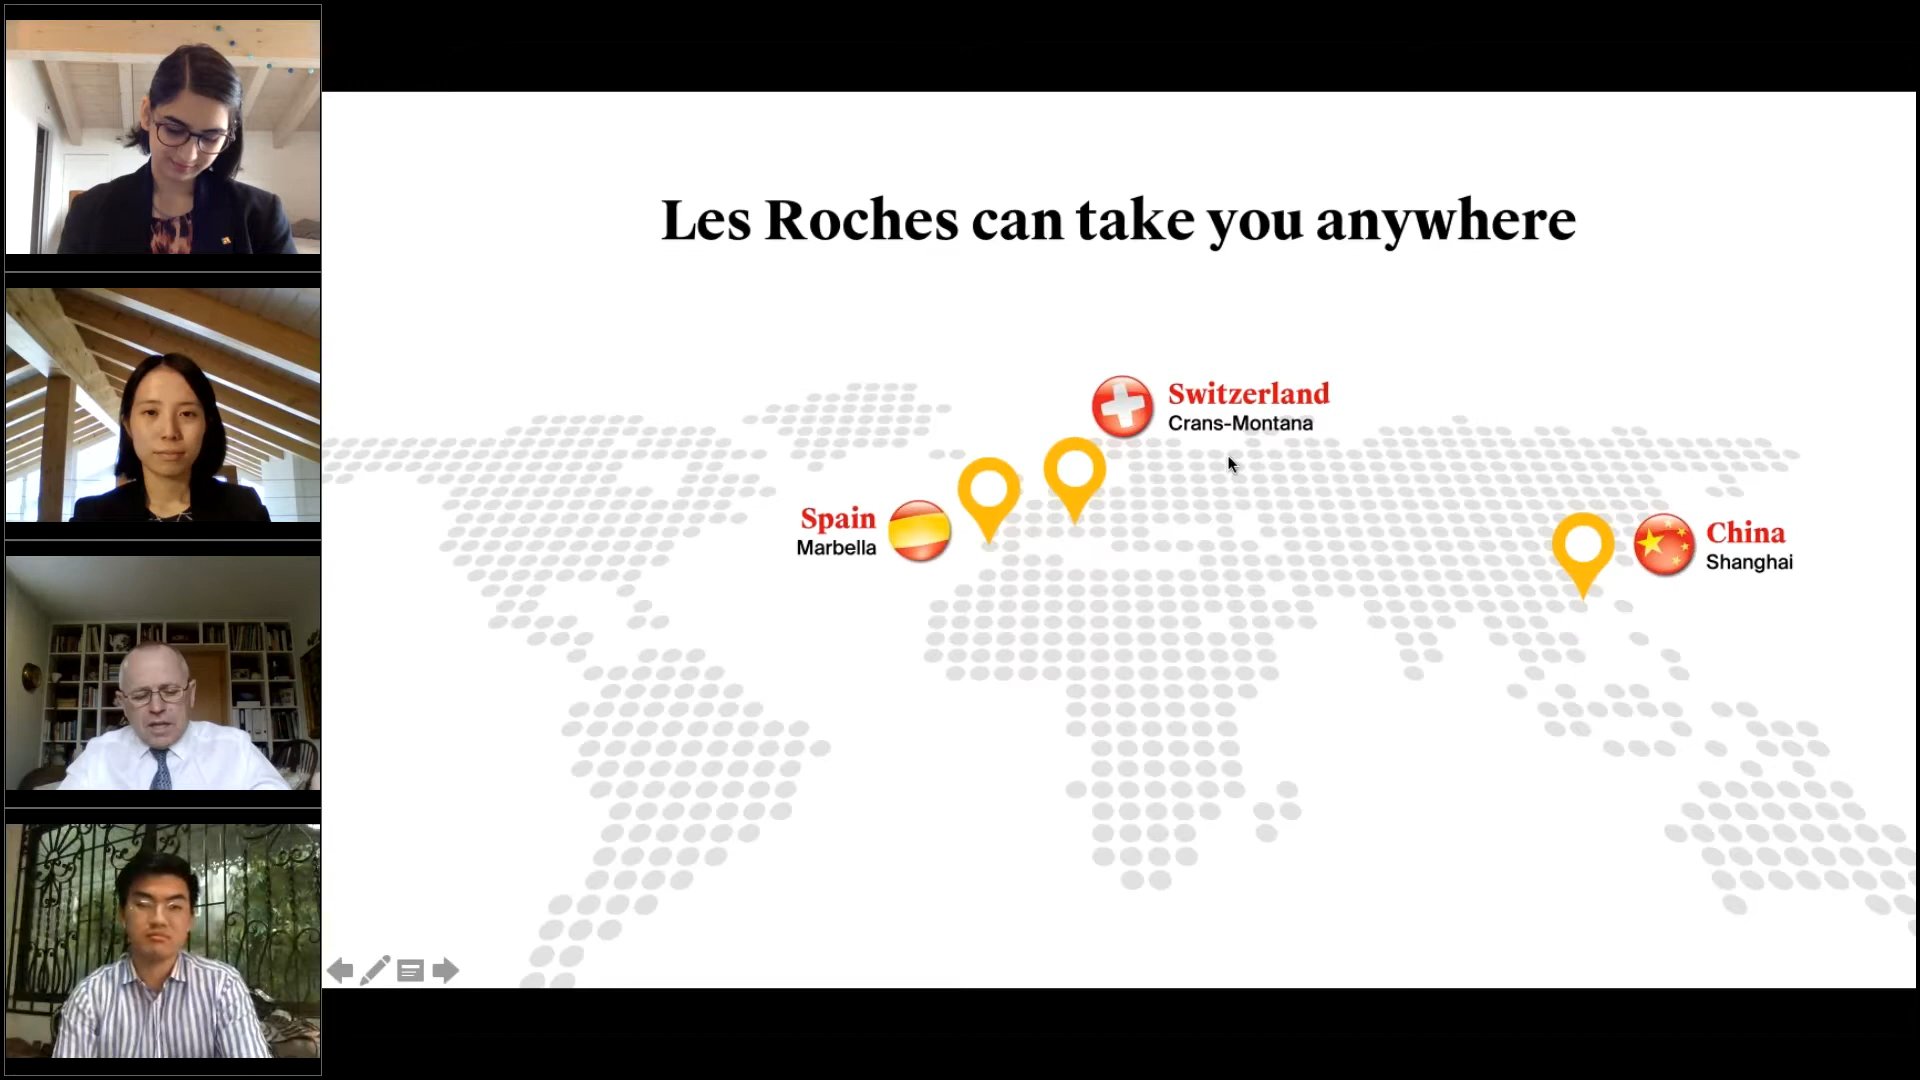 Les Roches can take you anywhere
Switzerland
Crans-Montana
Spain
Marbella
China
Shanghai